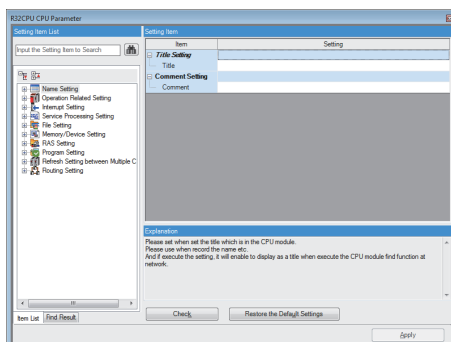 R32CPU CPU Parameter
Setting Item List
Setting Item
Input the Setting Item to Search
Item
Setting
Title Setting
Title
Comment Setting
Comment
Name Setting
Operation Related Setting
Interrupt Setting
Service Processing Setting
File Setting
Memory/Device Setting
RAS Setting
Program Setting
Refresh Setting between Multiple C
Routing Setting
Explanation
Please set when set the title which is in the CPU module.
Please use when record the name etc.
And if execute the setting, it will enable to display as a title when execute the CPU module find function at
network.
Item List Find Result
Check
Restore the Default Settings
Apply